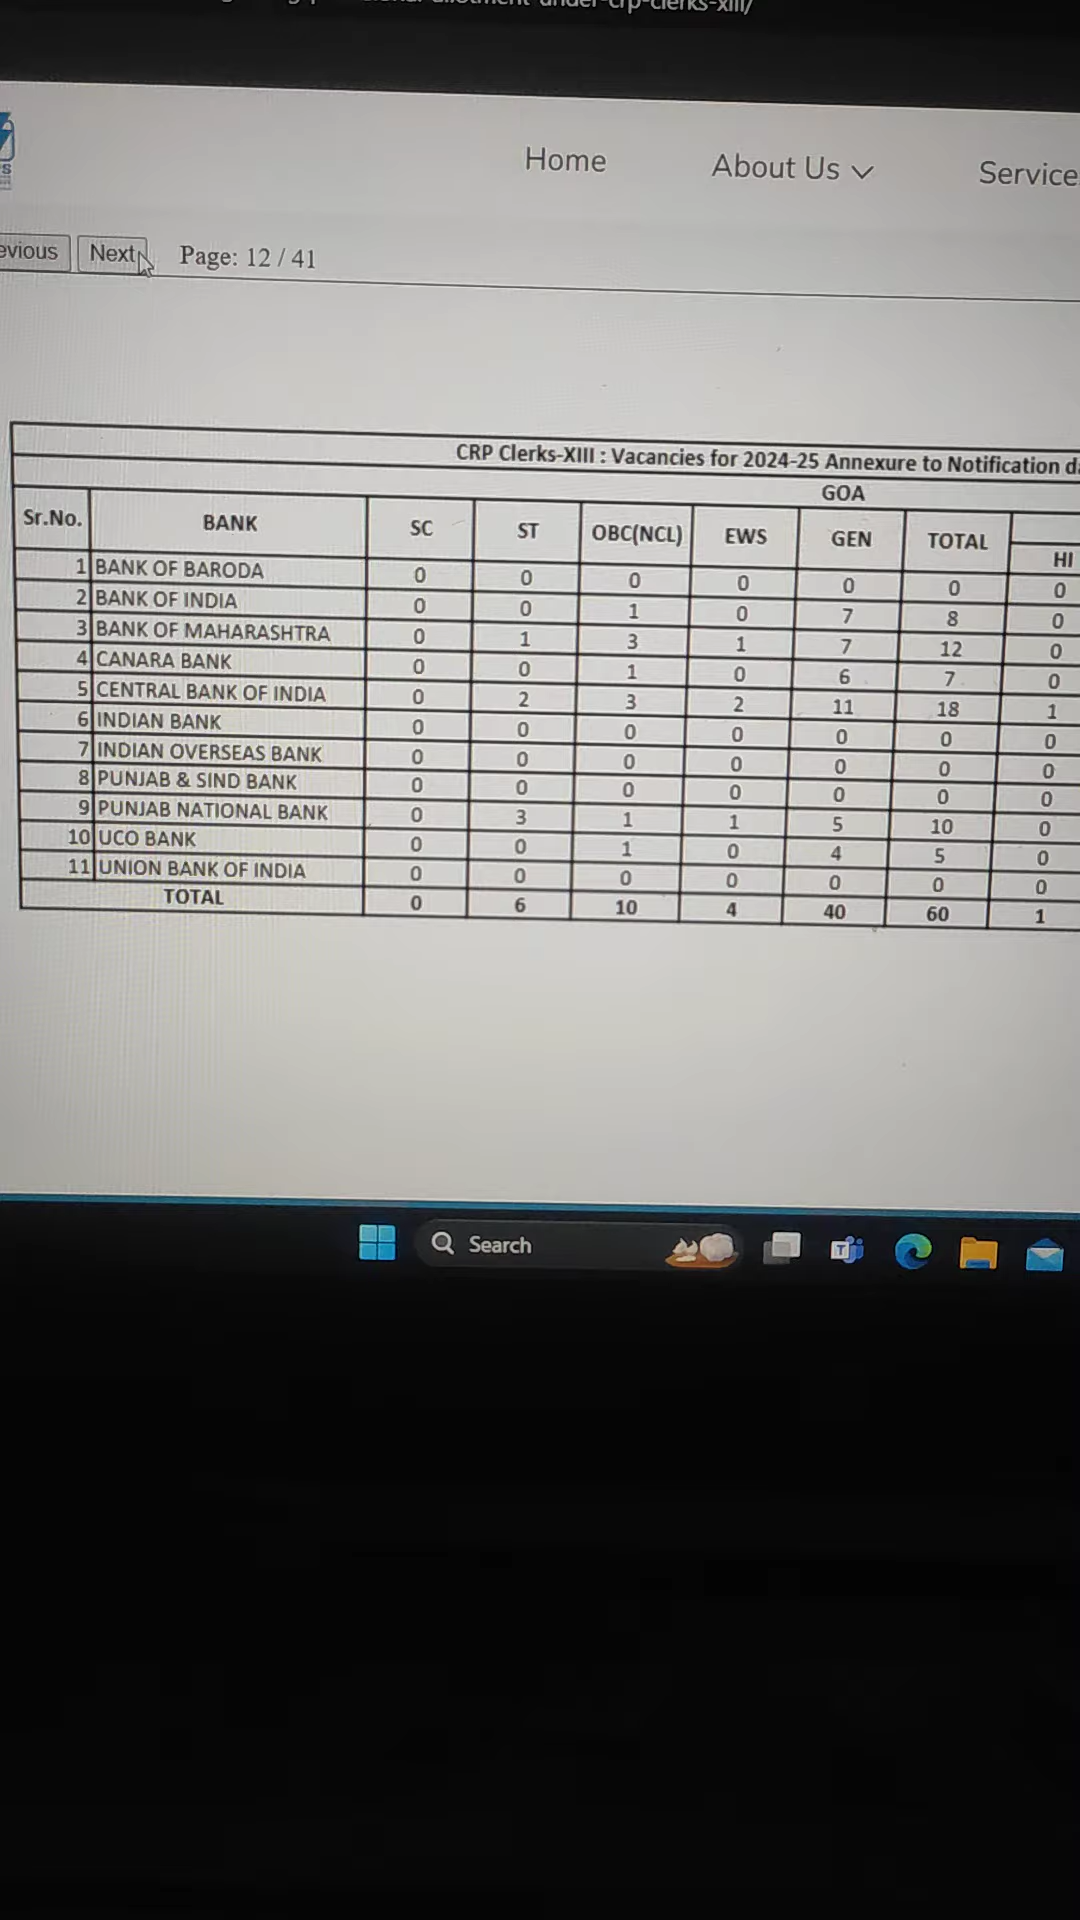 Home About Us Service
Next Page: 12 / 41
CRP Clerks-XIII : Vacancies for 2024-25 Annexure to Notification
GOA
Sr.No. BANK SC ST OBC(NCL) EWS GEN TOTAL HI
1 BANK OF BARODA 0 0 0 0 0 0 0
2 BANK OF INDIA 0 0 1 0 7 8 0
3 BANK OF MAHARASHTRA 0 1 3 1 7 12 0
4 CANARA BANK 0 0 1 0 6 7 0
5 CENTRAL BANK OF INDIA 0 2 3 2 11 18 1
6 INDIAN BANK 0 0 0 0 0 0 0
7 INDIAN OVERSEAS BANK 0 0 0 0 0 0 0
8 PUNJAB & SIND BANK 0 0 0 0 0 0 0
9 PUNJAB NATIONAL BANK 0 3 1 1 5 10 0
10 UCO BANK 0 0 1 0 4 5 0
11 UNION BANK OF INDIA 0 0 0 0 0 0 0
TOTAL 0 6 10 4 40 60 1
Search